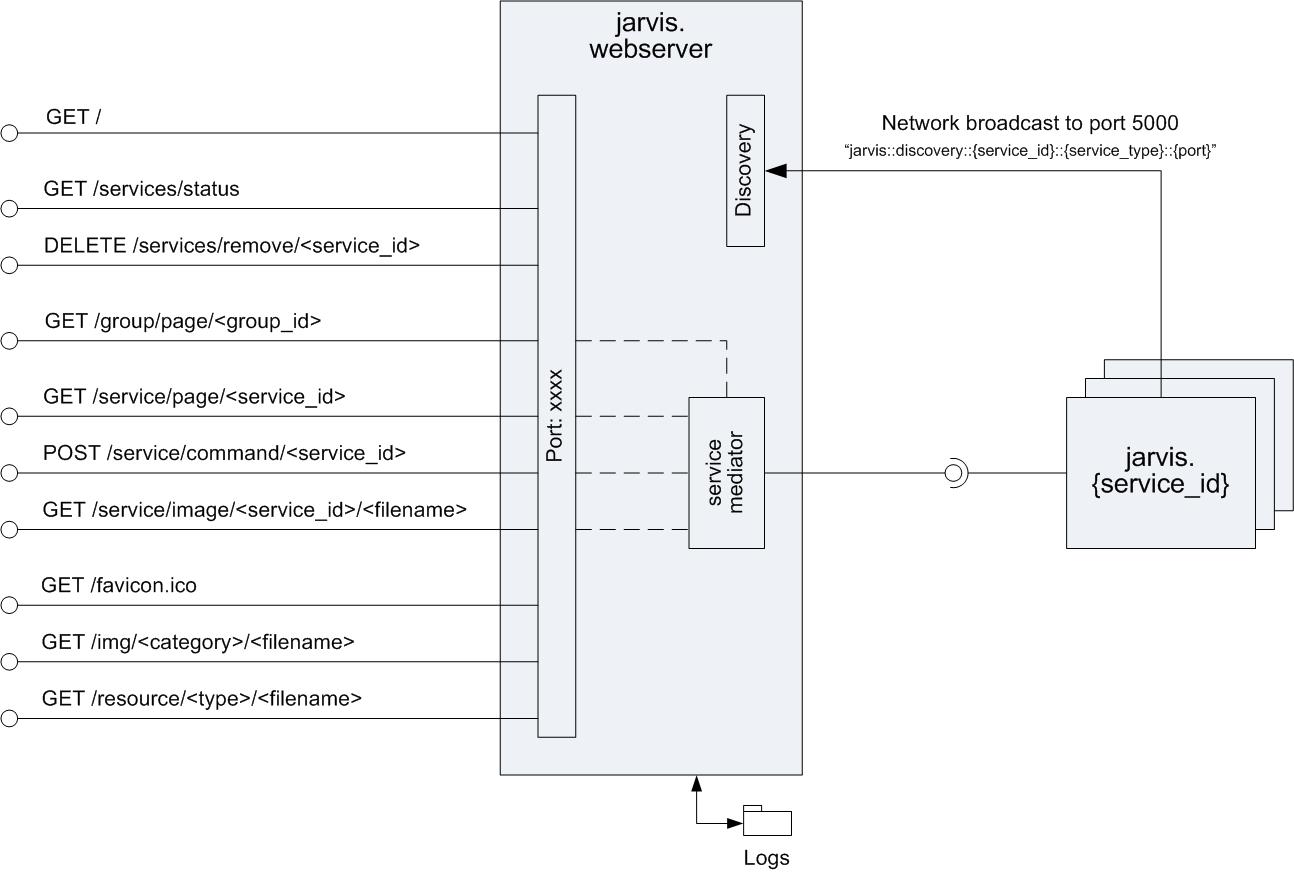 jarvis.
webserver
GET /
GET /services/status
DELETE /services/remove/<service_id>
GET /group/page/<group_id>
GET /service/page/<service_id>
POST /service/command/<service_id>
GET /service/image/<service_id>/<filename>
GET /favicon.ico
GET /img/<category>/<filename>
GET /resource/<type>/<filename>
Port: xxxx
Discovery
service
mediator
Network broadcast to port 5000
“jarvis::discovery::{service_id}::{service_type}::{port}”
jarvis.
{service_id}
Logs